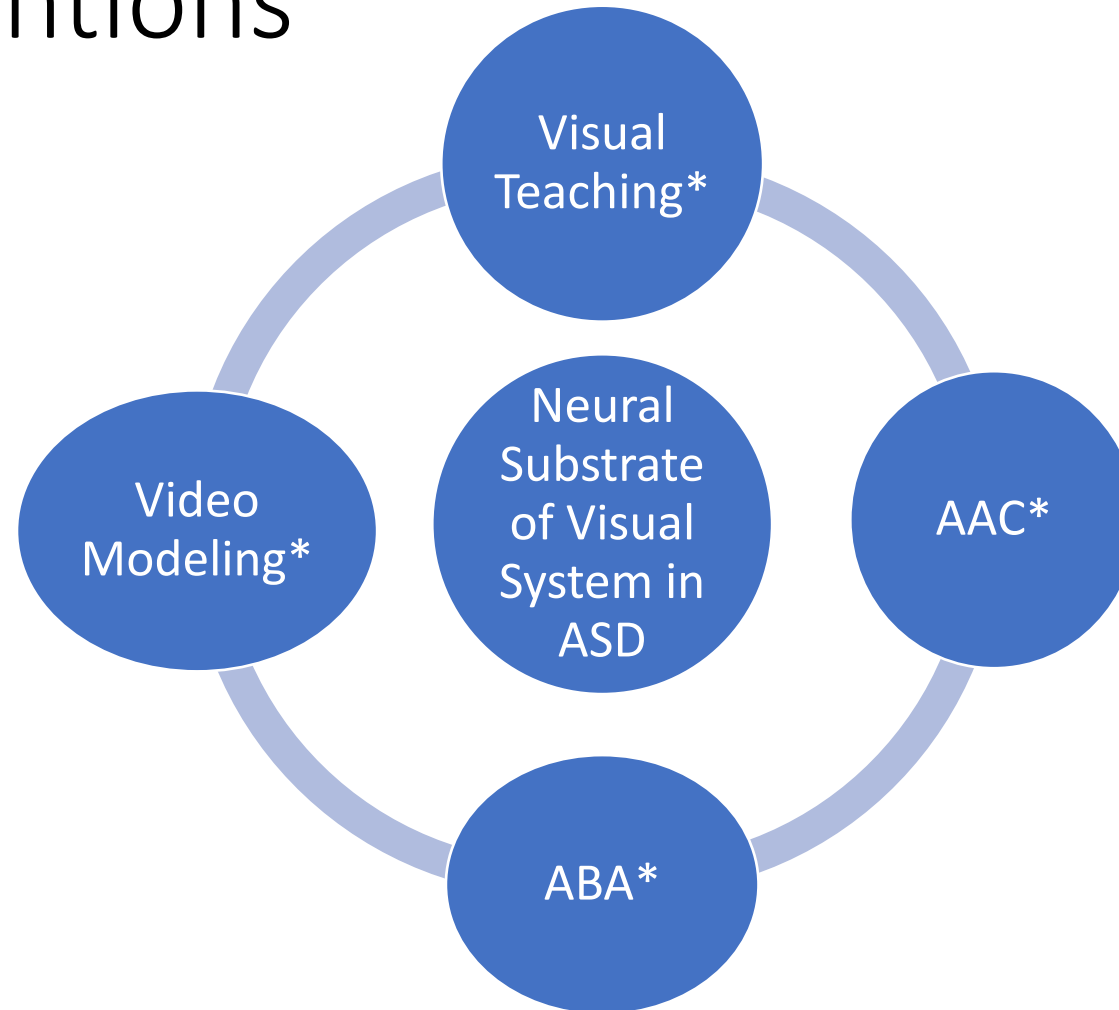 Visual
Teaching*
Neural
Substrate
of Visual
System in
ASD
Video
Modeling*
AAC*
ABA*